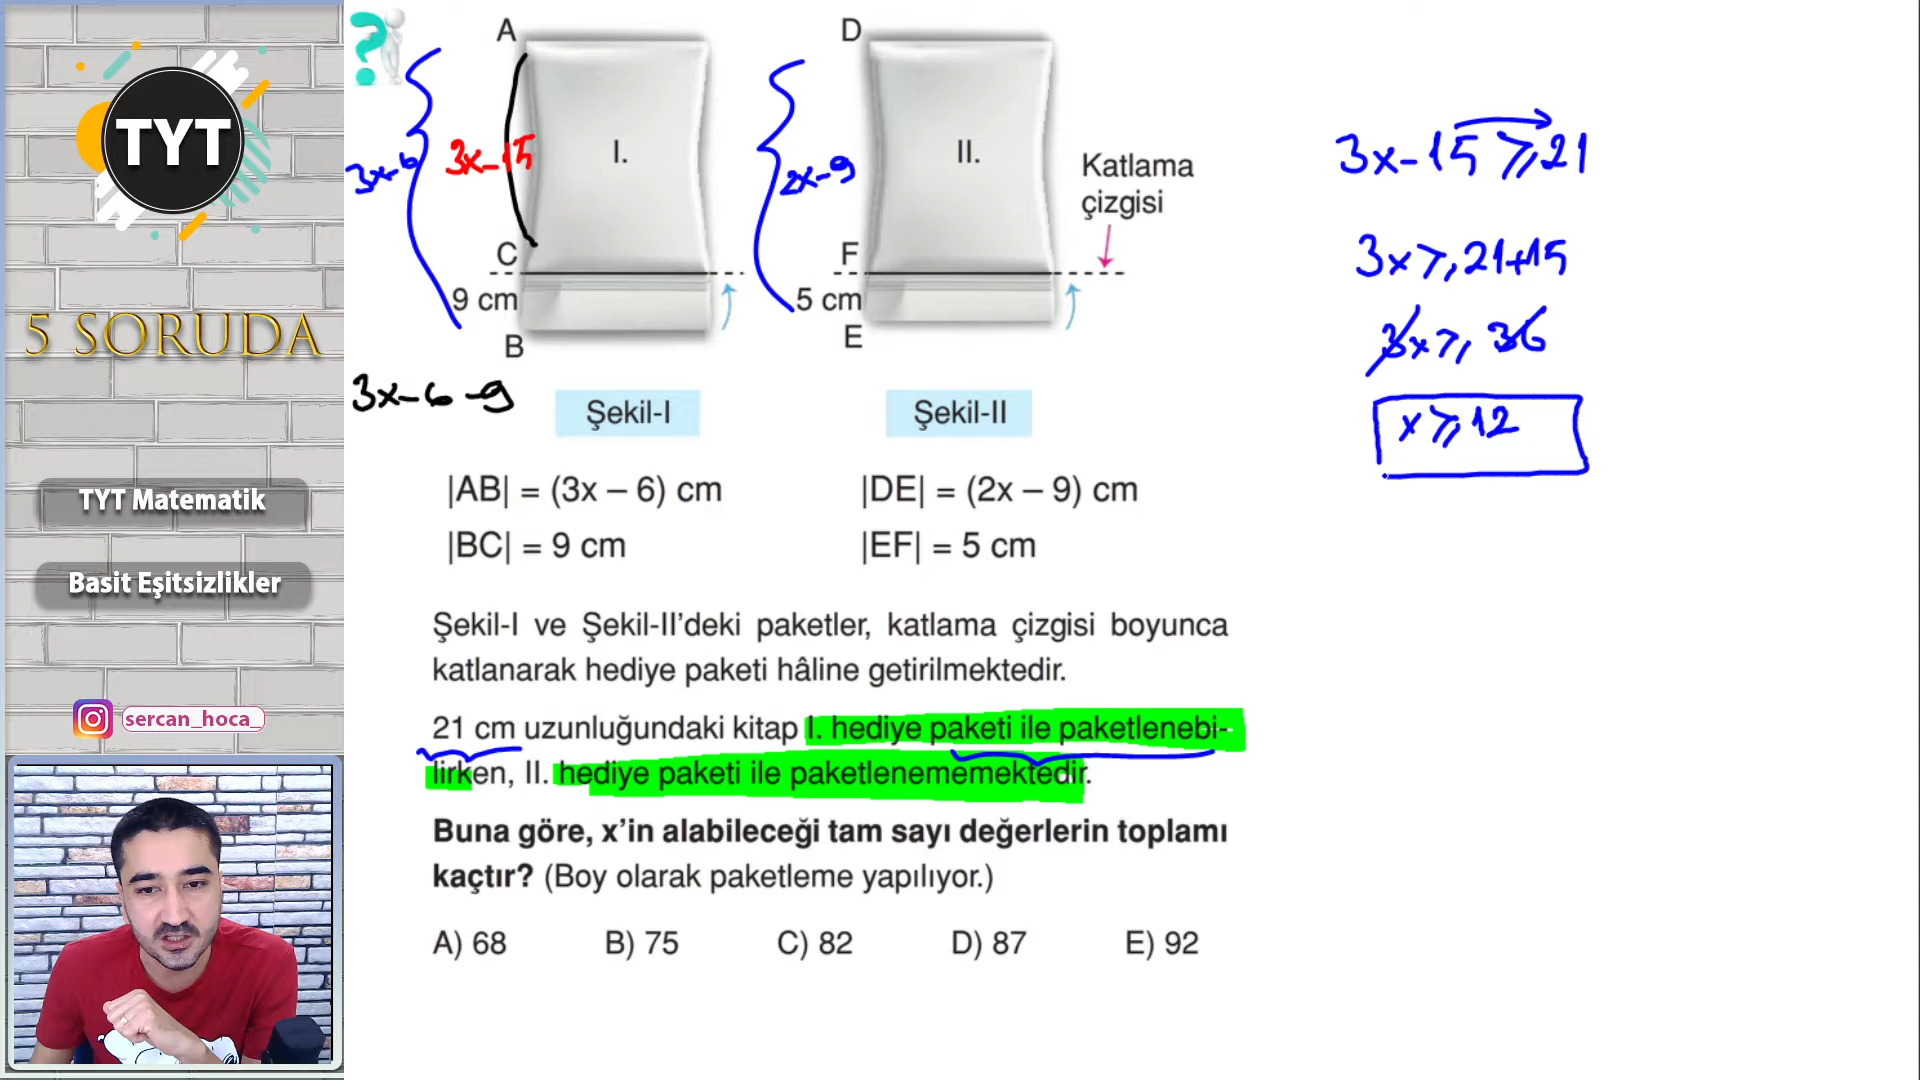 TYT
5 SORUDA
TYT Matematik
Basit Eşitsizlikler
sercan_hoca_
A
D
I.
II.
3x-6
3x-15
2x-9
Katlama
çizgisi
C
F
9 cm
5 cm
B
E
3x-6-9
Şekil-I
Şekil-II
|AB| = (3x – 6) cm
|DE| = (2x – 9) cm
|BC| = 9 cm
|EF| = 5 cm
Şekil-I ve Şekil-II’deki paketler, katlama çizgisi boyunca
katlanarak hediye paketi hâline getirilmektedir.
21 cm uzunluğundaki kitap I. hediye paketi ile paketlenebi-
lirken, II. hediye paketi ile paketlenememektedir.
Buna göre, x’in alabileceği tam sayı değerlerin toplamı
kaçtır? (Boy olarak paketleme yapılıyor.)
A) 68 B) 75 C) 82 D) 87 E) 92
3x-15 ⩾ 21
3x ⩾ 21+15
3x ⩾ 36
x ⩾ 12